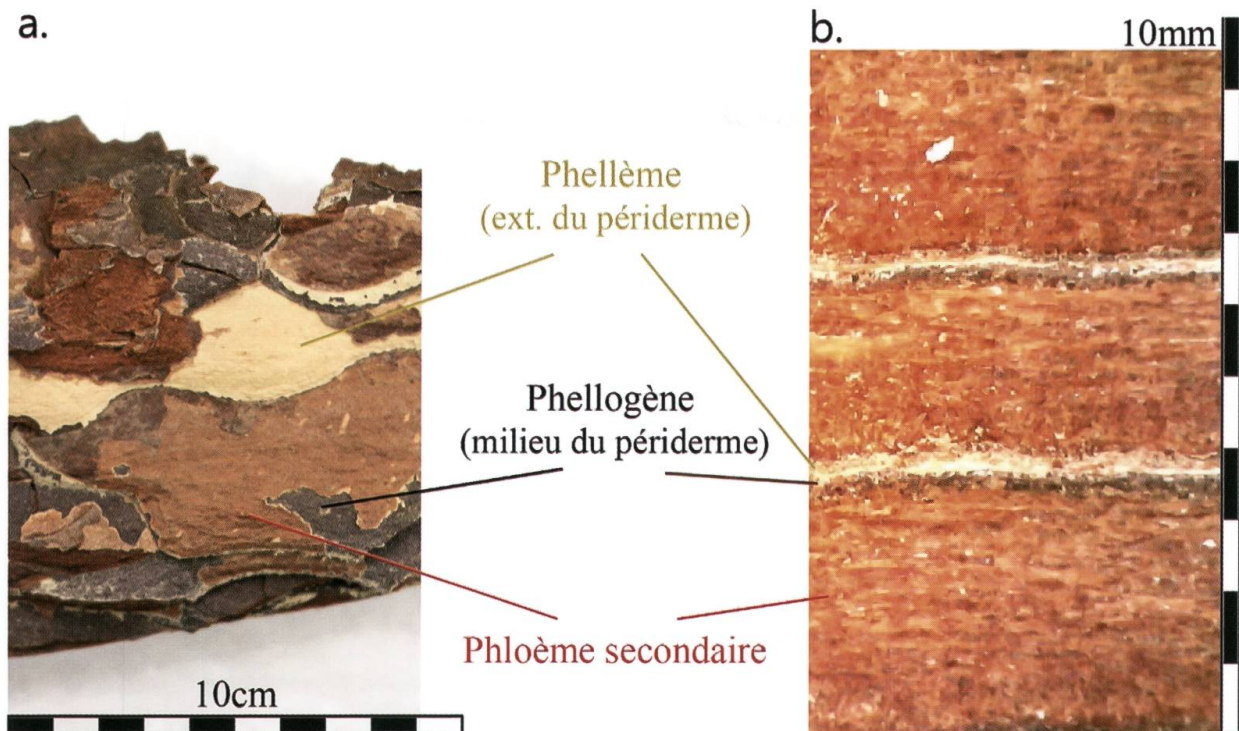 a.
b.
10mm
Phellème
(ext. du périderme)
Phellogène
(milieu du périderme)
Phloème secondaire
10cm